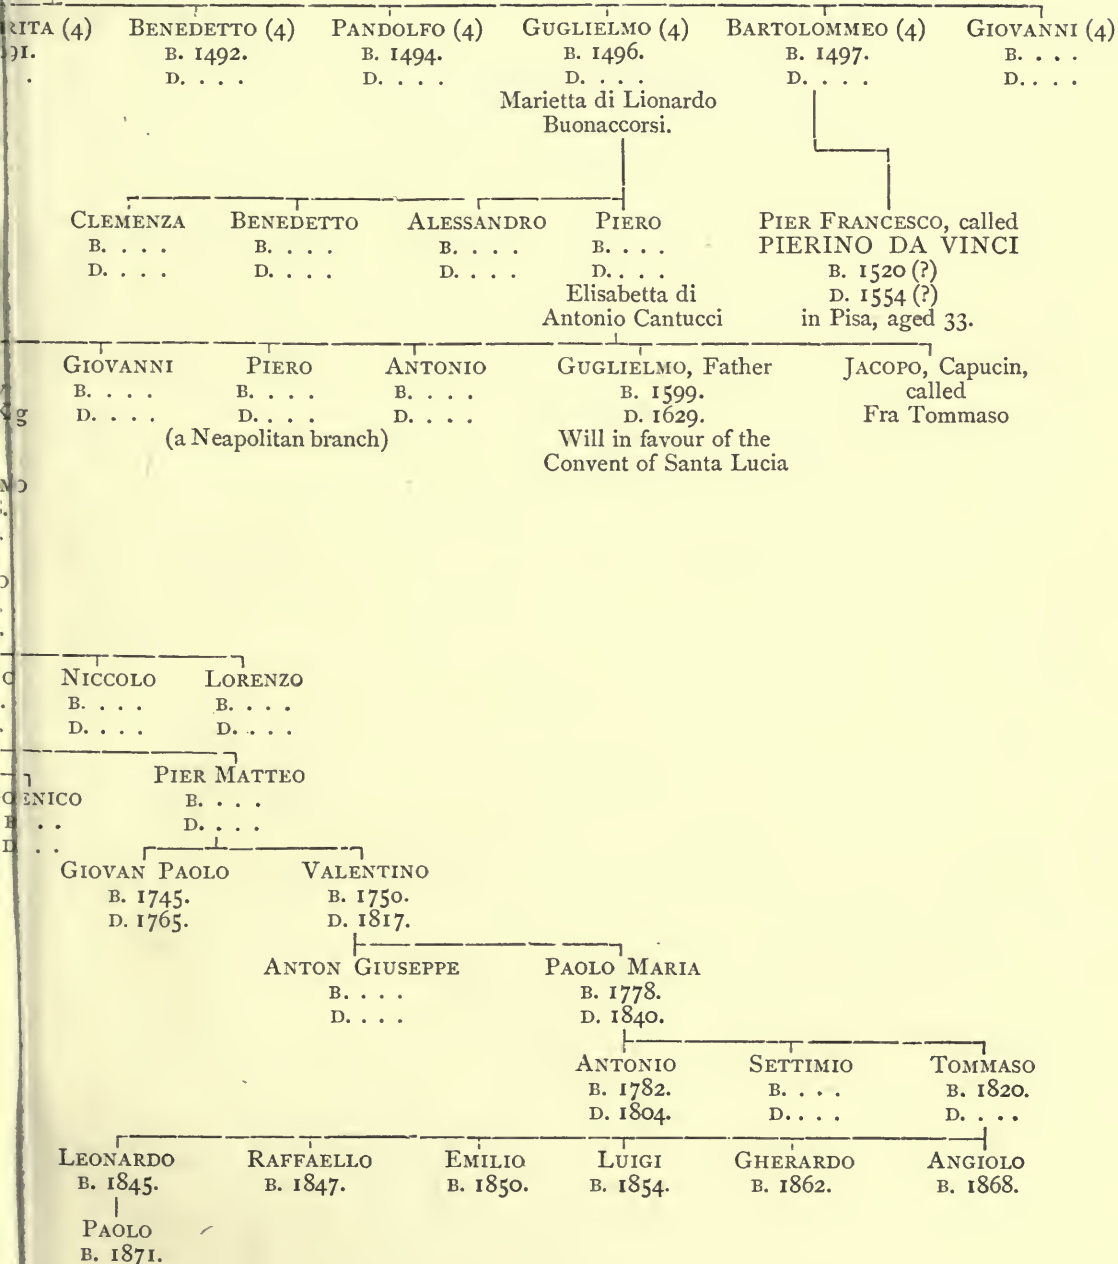 RITA (4) BENEDETTO (4) PANDOLFO (4) GUGLIELMO (4) BARTOLOMMEO (4) GIOVANNI (4)
91. B. 1492. B. 1494. B. 1496. B. 1497. B. . . .
. D. . . . D. . . . D. . . . D. . . . D. . . .
Marietta di Lionardo
Buonaccorsi.
CLEMENZA BENEDETTO ALESSANDRO PIERO PIER FRANCESCO, called
B. . . . B. . . . B. . . . B. . . . PIERINO DA VINCI
D. . . . D. . . . D. . . . D. . . . B. 1520 (?)
Elisabetta di D. 1554 (?)
Antonio Cantucci in Pisa, aged 33.
GIOVANNI PIERO ANTONIO GUGLIELMO, Father JACOPO, Capucin,
B. . . . B. . . . B. . . . B. 1599. called
g D. . . . D. . . . D. . . . D. 1629. Fra Tommaso
(a Neapolitan branch) Will in favour of the
Convent of Santa Lucia
NICCOLO LORENZO
B. . . . B. . . .
D. . . . D. . . .
PIER MATTEO
ENICO B. . . .
. . D. . . .
D . .
GIOVAN PAOLO VALENTINO
B. 1745. B. 1750.
D. 1765. D. 1817.
ANTON GIUSEPPE PAOLO MARIA
B. . . . B. 1778.
D. . . . D. 1840.
ANTONIO SETTIMIO TOMMASO
B. 1782. B. . . . B. 1820.
D. 1804. D. . . . D. . . .
LEONARDO RAFFAELLO EMILIO LUIGI GHERARDO ANGIOLO
B. 1845. B. 1847. B. 1850. B. 1854. B. 1862. B. 1868.
PAOLO
B. 1871.